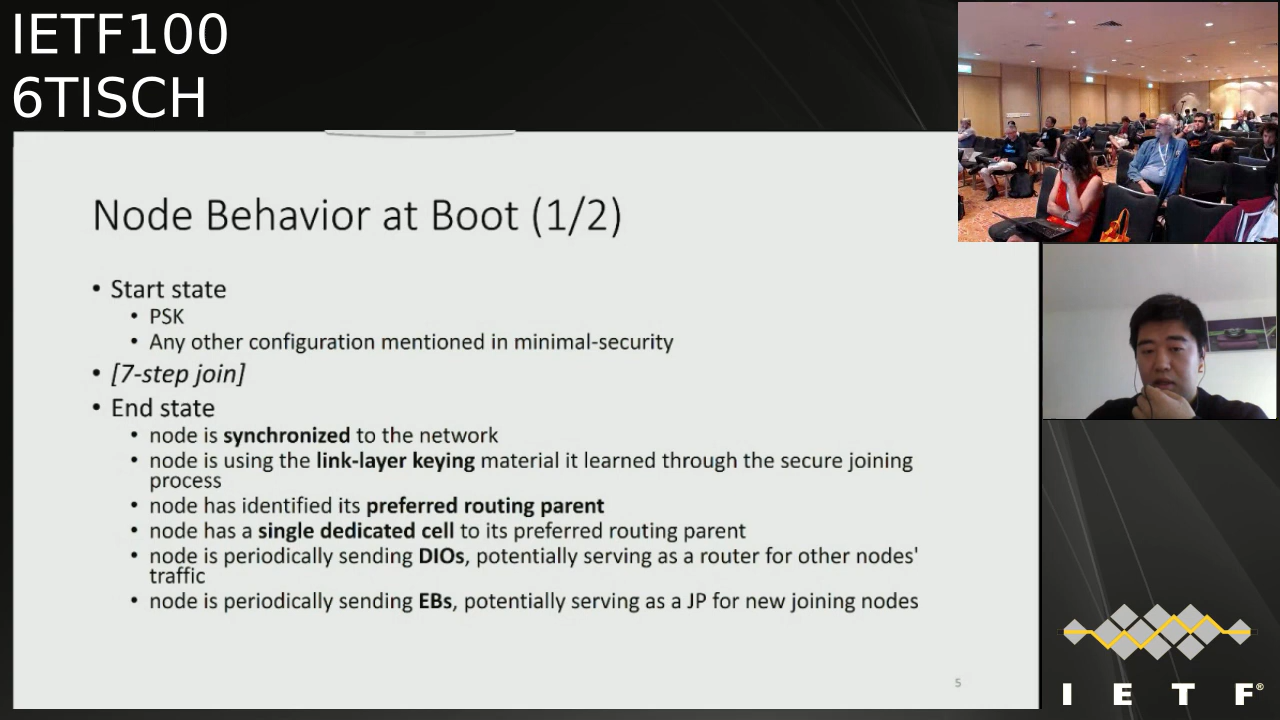 IETF100
6TISCH
Node Behavior at Boot (1/2)
• Start state
• PSK
• Any other configuration mentioned in minimal-security
• [7-step join]
• End state
• node is synchronized to the network
• node is using the link-layer keying material it learned through the secure joining
process
• node has identified its preferred routing parent
• node has a single dedicated cell to its preferred routing parent
• node is periodically sending DIOs, potentially serving as a router for other nodes'
traffic
• node is periodically sending EBs, potentially serving as a JP for new joining nodes
5
I E T F®